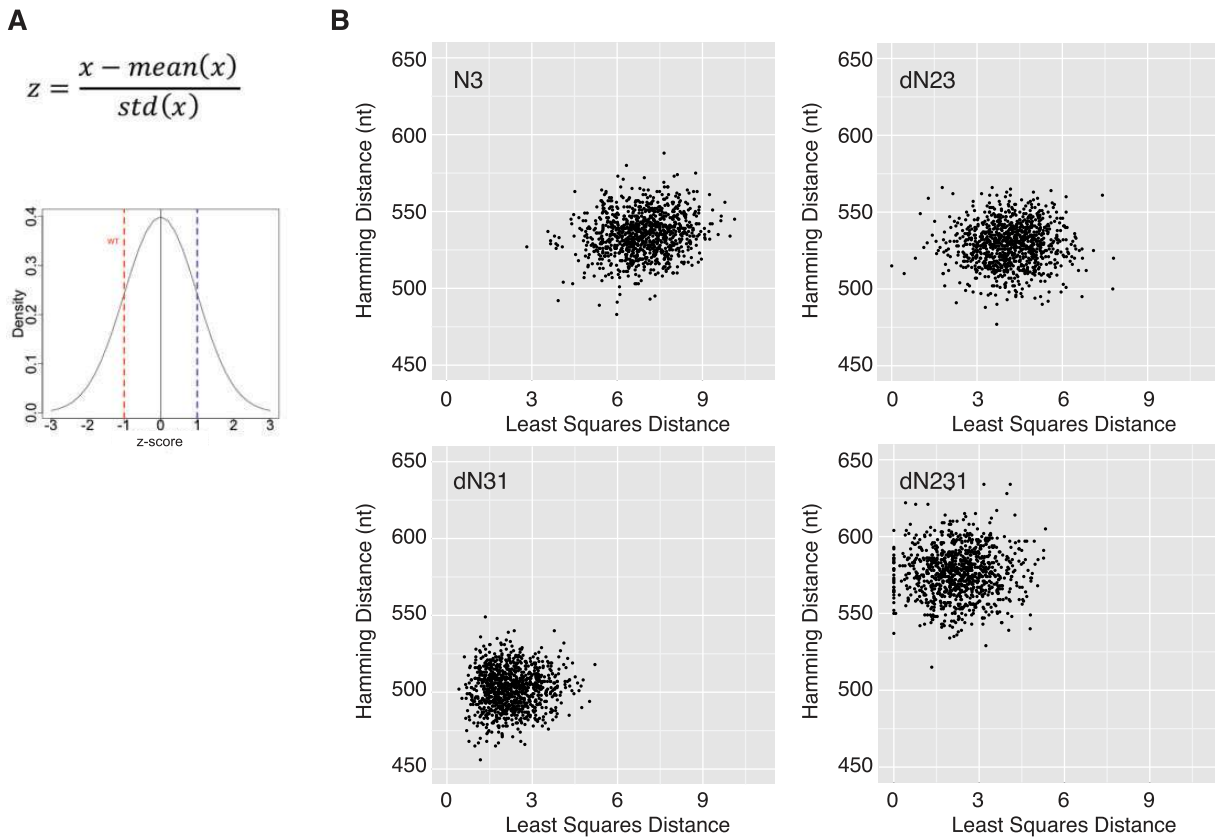 A
z = x − mean(x) / std(x)
Density
0.0 0.1 0.2 0.3 0.4
WT
-3 -2 -1 0 1 2 3
z-score
B
N3
Hamming Distance (nt)
650
600
550
500
450
0 3 6 9
Least Squares Distance
dN23
Hamming Distance (nt)
650
600
550
500
450
0 3 6 9
Least Squares Distance
dN31
Hamming Distance (nt)
650
600
550
500
450
0 3 6 9
Least Squares Distance
dN231
Hamming Distance (nt)
650
600
550
500
450
0 3 6 9
Least Squares Distance